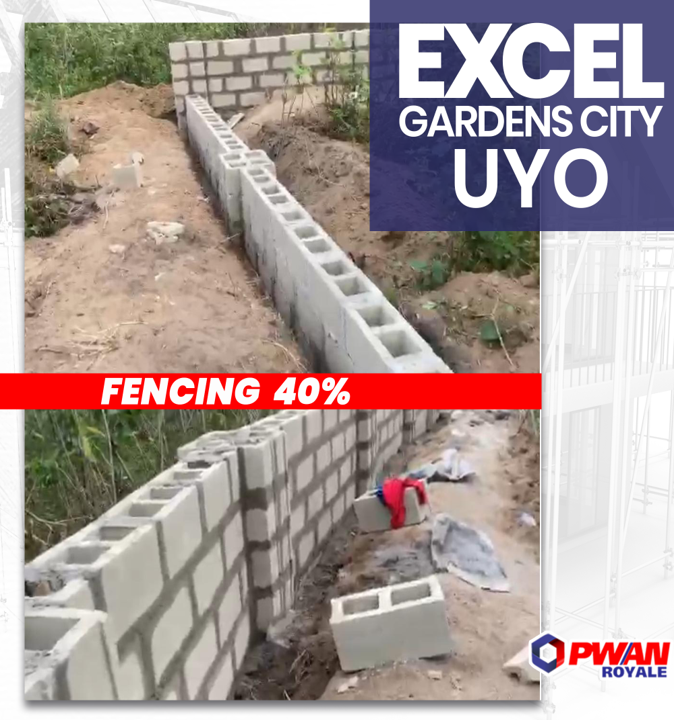 EXCEL
GARDENS CITY
UYO
FENCING 40%
PWAN
ROYALE